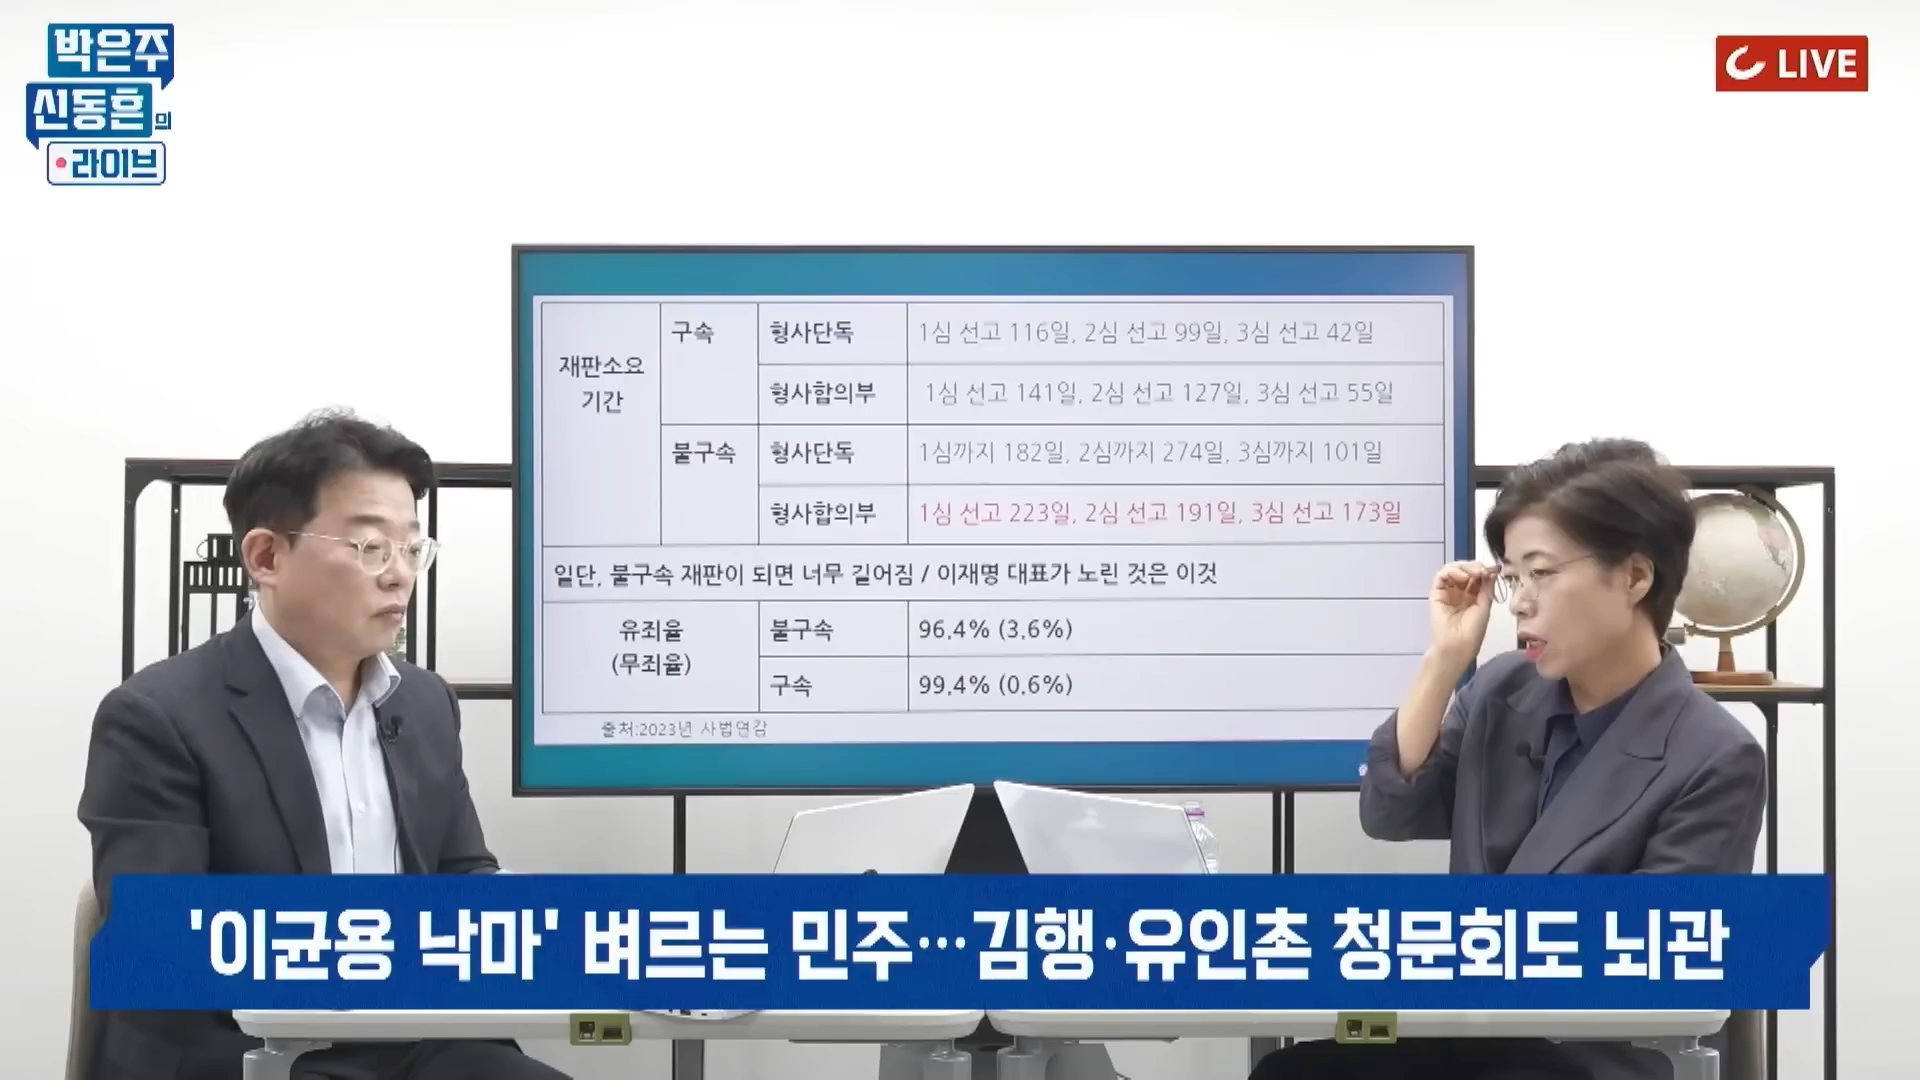 박은주
신동흔의
라이브
LIVE
재판소요
기간
구속
형사단독
1심 선고 116일, 2심 선고 99일, 3심 선고 42일
형사합의부
1심 선고 141일, 2심 선고 127일, 3심 선고 55일
불구속
형사단독
1심까지 182일, 2심까지 274일, 3심까지 101일
형사합의부
1심 선고 223일, 2심 선고 191일, 3심 선고 173일
일단, 불구속 재판이 되면 너무 길어짐 / 이재명 대표가 노린 것은 이것
유죄율
(무죄율)
불구속
96.4% (3.6%)
구속
99.4% (0.6%)
출처:2023년 사법연감
'이균용 낙마' 벼르는 민주…김행·유인촌 청문회도 뇌관